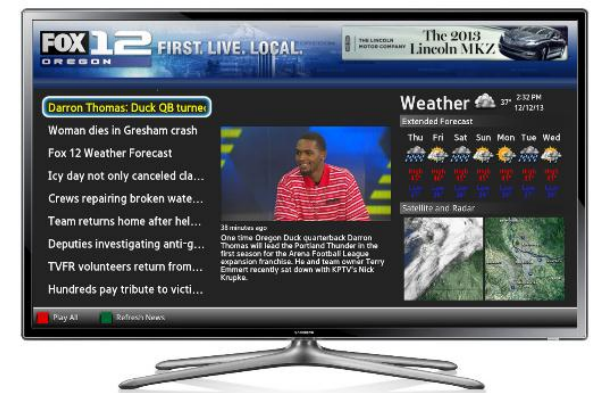 FOX 12 FIRST. LIVE. LOCAL.
OREGON
THE LINCOLN
MOTOR COMPANY
The 2013
Lincoln MKZ
Darron Thomas: Duck QB turne
Woman dies in Gresham crash
Fox 12 Weather Forecast
Icy day not only canceled cla...
Crews repairing broken wate...
Team returns home after hel...
Deputies investigating anti-g...
TVFR volunteers return from...
Hundreds pay tribute to victi...
38 minutes ago
One time Oregon Duck quarterback Darron
Thomas will lead the Portland Thunder in the
first season for the Arena Football League
expansion franchise. He and team owner Terry
Emmert recently sat down with KPTV's Nick
Krupke.
Weather 37° 2:32 PM
12/12/13
Extended Forecast
Thu Fri Sat Sun Mon Tue Wed
Satellite and Radar
Play All Refresh News
SAMSUNG